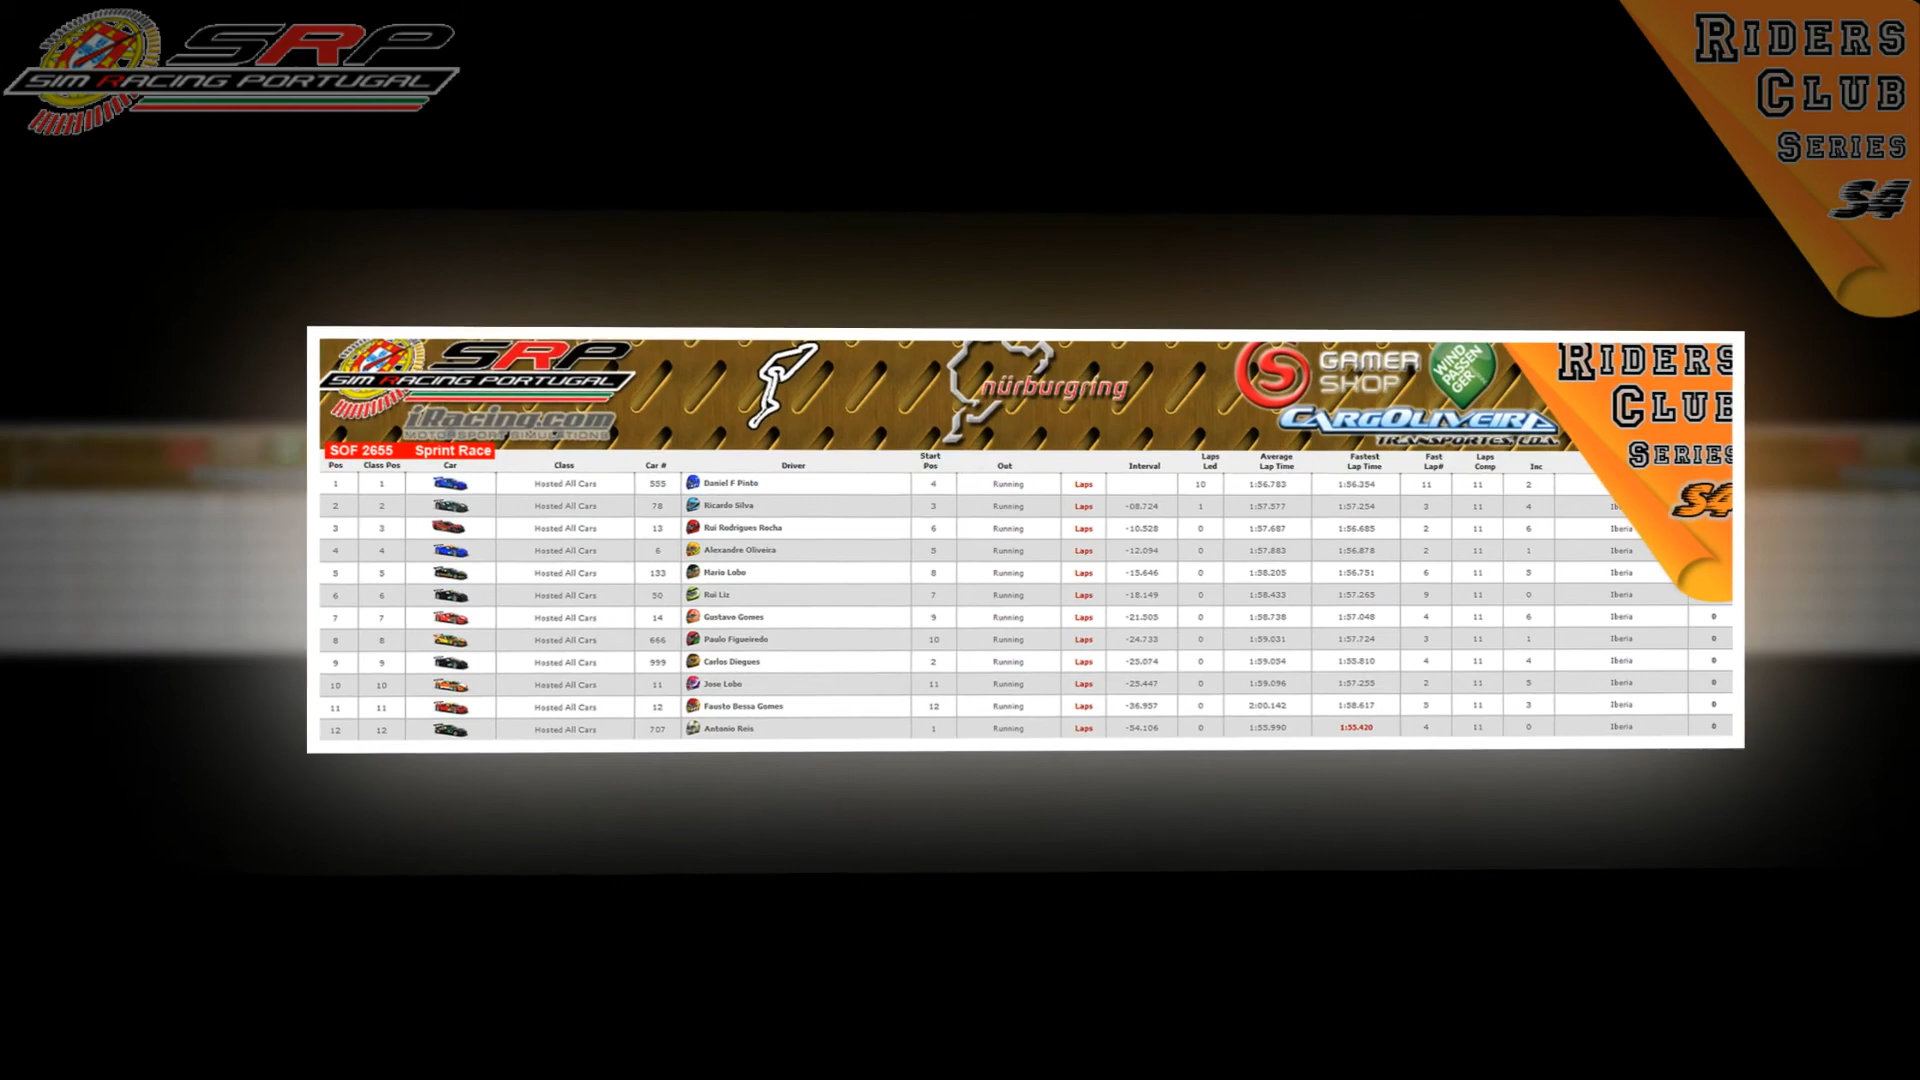 SRP
SIM RACING PORTUGAL
RIDERS
CLUB
SERIES
S4
SRP
SIM RACING PORTUGAL
iRacing.com
MOTORSPORT SIMULATIONS
nürburgring
GAMER
SHOP
WIND
PASSEN
GER
CARGOLIVEIRA
TRANSPORTES, LDA.
RIDERS
CLUB
SERIES
S4
SOF 2655 Sprint Race
Pos Class Pos Car Class Car # Driver Start Pos Out Interval Laps Led Average Lap Time Fastest Lap Time Fast Lap# Laps Comp Inc
1 1 Hosted All Cars 555 Daniel F Pinto 4 Running Laps 10 1:56.783 1:56.354 11 11 2
2 2 Hosted All Cars 78 Ricardo Silva 3 Running Laps -08.724 1 1:57.577 1:57.254 3 11 4
3 3 Hosted All Cars 13 Rui Rodrigues Rocha 6 Running Laps -10.528 0 1:57.687 1:56.685 2 11 6 Iberia
4 4 Hosted All Cars 6 Alexandre Oliveira 5 Running Laps -12.094 0 1:57.883 1:56.878 2 11 1 Iberia
5 5 Hosted All Cars 133 Mario Lobo 8 Running Laps -15.646 0 1:58.205 1:56.751 6 11 5 Iberia
6 6 Hosted All Cars 50 Rui Liz 7 Running Laps -18.149 0 1:58.433 1:57.265 9 11 0 Iberia
7 7 Hosted All Cars 14 Gustavo Gomes 9 Running Laps -21.505 0 1:58.738 1:57.048 4 11 6 Iberia 0
8 8 Hosted All Cars 666 Paulo Figueiredo 10 Running Laps -24.733 0 1:59.031 1:57.724 3 11 1 Iberia 0
9 9 Hosted All Cars 999 Carlos Diegues 2 Running Laps -25.074 0 1:59.054 1:55.810 4 11 4 Iberia 0
10 10 Hosted All Cars 11 Jose Lobo 11 Running Laps -25.447 0 1:59.096 1:57.255 2 11 5 Iberia 0
11 11 Hosted All Cars 12 Fausto Bessa Gomes 12 Running Laps -36.957 0 2:00.142 1:58.617 5 11 3 Iberia 0
12 12 Hosted All Cars 707 Antonio Reis 1 Running Laps -54.106 0 1:55.990 1:55.420 4 11 0 Iberia 0